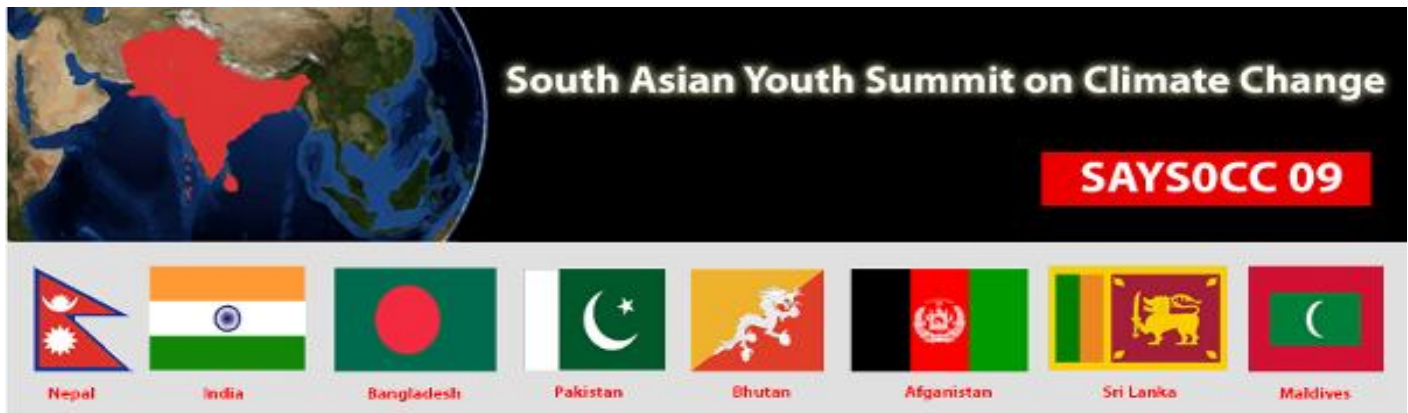 South Asian Youth Summit on Climate Change
SAYS0CC 09
Nepal
India
Bangladesh
Pakistan
Bhutan
Afganistan
Sri Lanka
Maldives